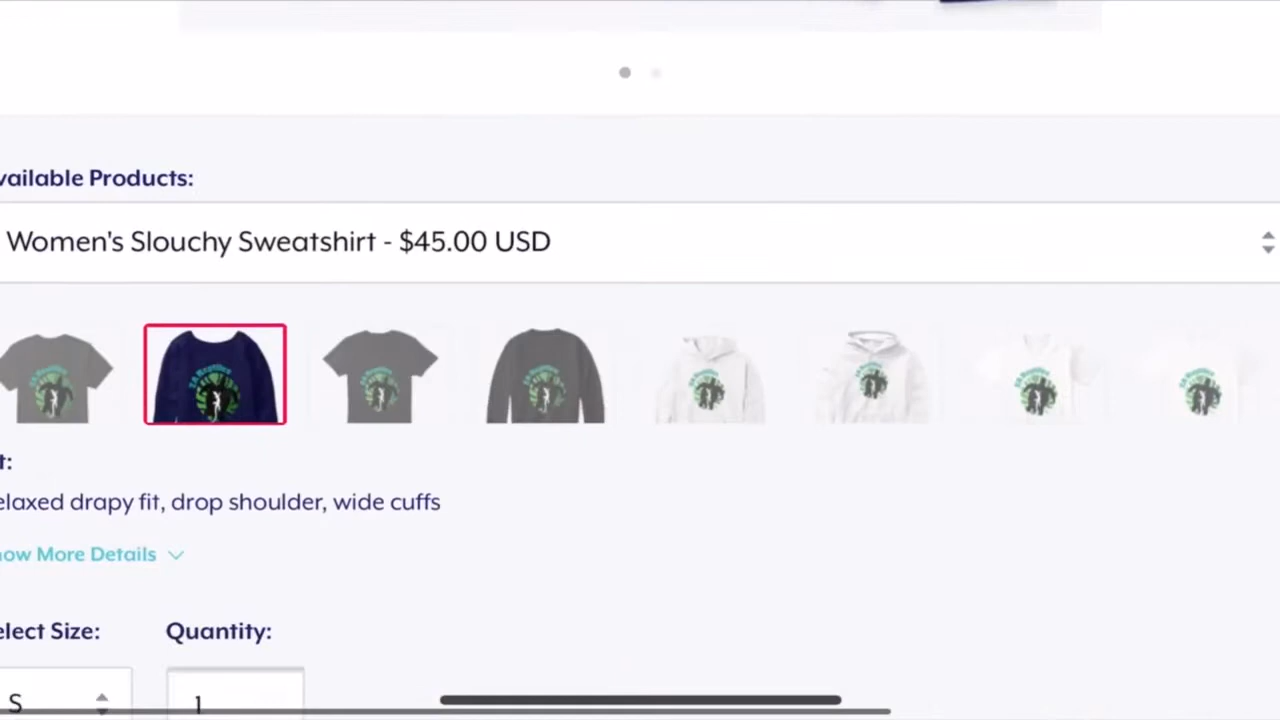 vailable Products:
Women's Slouchy Sweatshirt - $45.00 USD
t:
elaxed drapy fit, drop shoulder, wide cuffs
how More Details
elect Size:
Quantity:
S
1